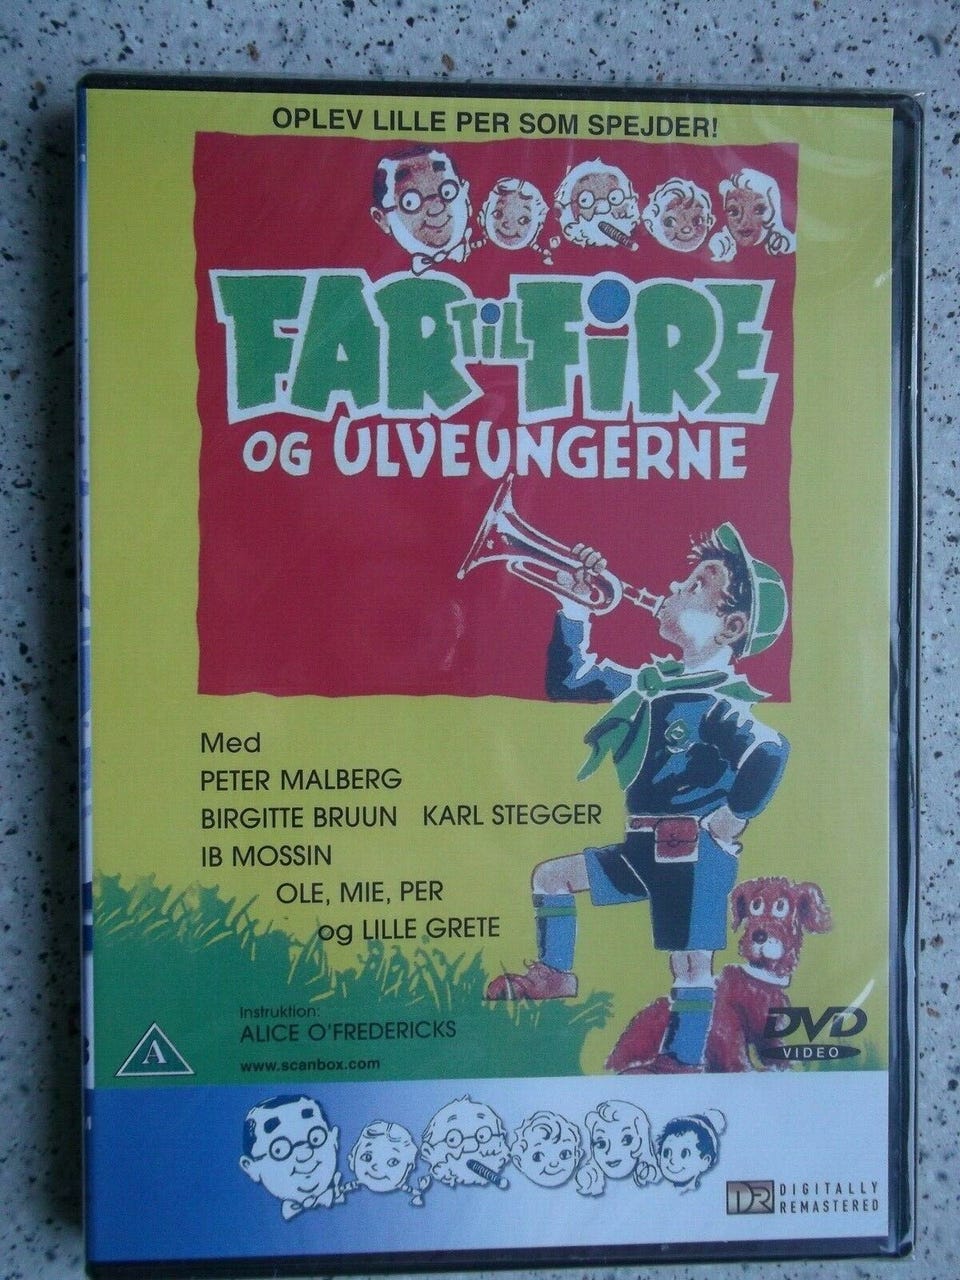 OPLEV LILLE PER SOM SPEJDER!
FAR TiL FiRE
OG ULVEUNGERNE
Med
PETER MALBERG
BIRGITTE BRUUN KARL STEGGER
IB MOSSIN
OLE, MIE, PER
og LILLE GRETE
Instruktion:
ALICE O'FREDERICKS
www.scanbox.com
A
DVD
VIDEO
DR DIGITALLY
REMASTERED